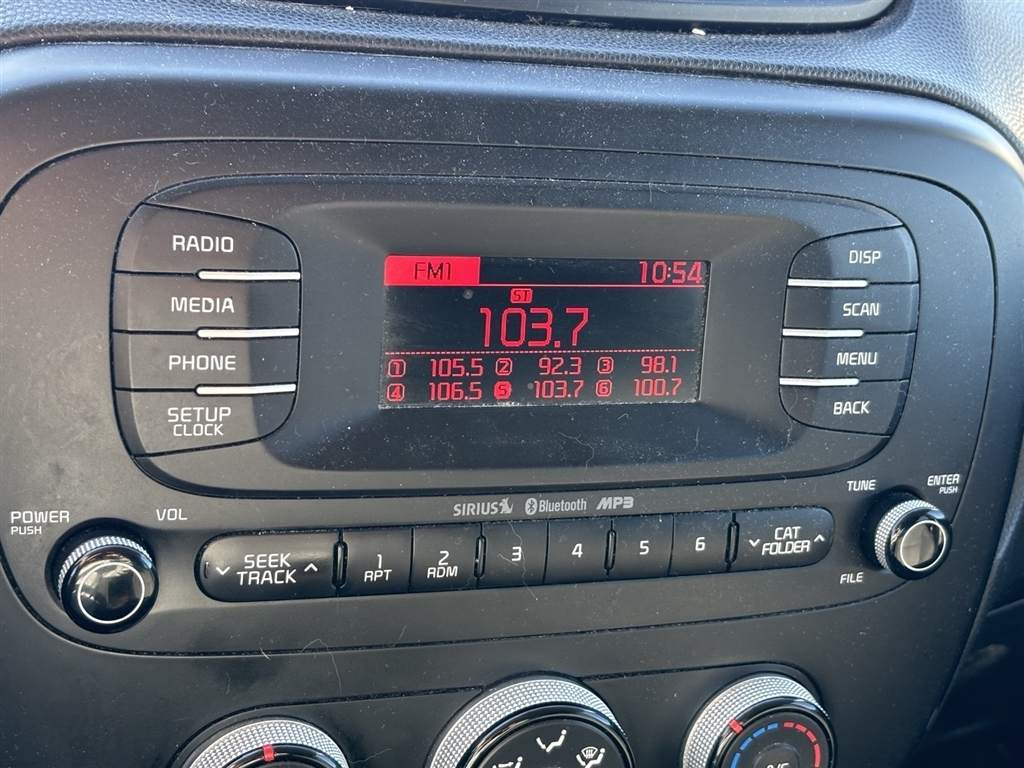 RADIO
MEDIA
PHONE
SETUP
CLOCK
FM1 10:54
ST
103.7
1 105.5 2 92.3 3 98.1
4 106.5 5 103.7 6 100.7
DISP
SCAN
MENU
BACK
SIRIUS Bluetooth MP3
POWER
PUSH
VOL
SEEK
TRACK
1
RPT
2
RDM
3
4
5
6
CAT
FOLDER
TUNE
ENTER
PUSH
FILE